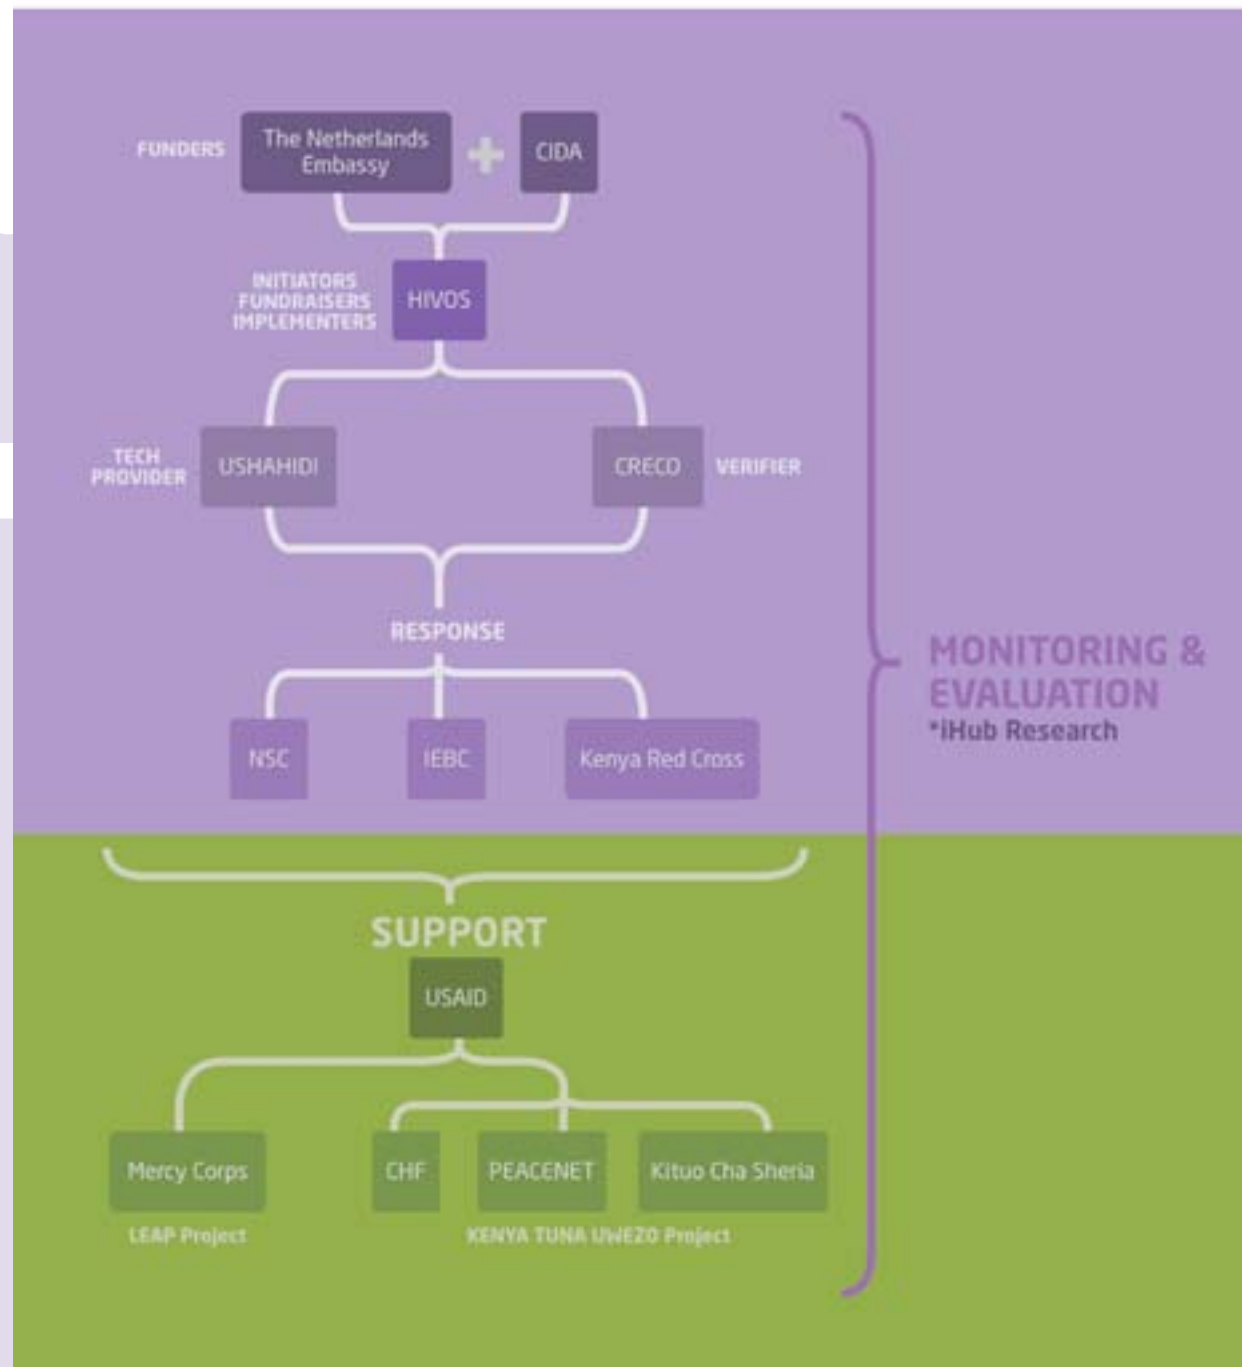 FUNDERS
The Netherlands
Embassy
CIDA
INITIATORS
FUNDRAISERS
IMPLEMENTERS
HIVOS
TECH
PROVIDER
USHAHIDI
CRECO
VERIFIER
RESPONSE
NSC
IEBC
Kenya Red Cross
MONITORING &
EVALUATION
*iHub Research
SUPPORT
USAID
Mercy Corps
CHF
PEACENET
Kituo Cha Sheria
LEAP Project
KENYA TUNA UWEZO Project